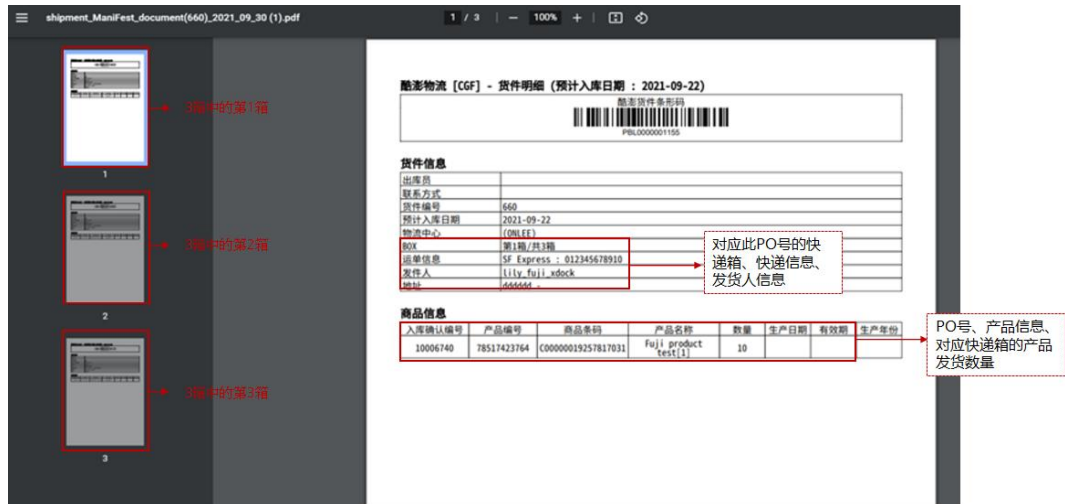 shipment_ManiFest_document(660)_2021_09_30 (1).pdf
1 / 3
100%
3箱中的第1箱
1
3箱中的第2箱
2
3箱中的第3箱
3
酷澎物流 [CGF] - 货件明细 (预计入库日期 : 2021-09-22)
酷澎货件条形码
PBL0000001155
货件信息
出库员
联系方式
货件编号 660
预计入库日期 2021-09-22
物流中心 (ONLEE)
BOX 第1箱/共3箱
运单信息 SF Express : 012345678910
发件人 lily_fuji_xdock
地址 dddddd -
对应此PO号的快
递箱、快递信息、
发货人信息
商品信息
入库确认编号 产品编号 商品条码 产品名称 数量 生产日期 有效期 生产年份
10006740 78517423764 C00000019257817031 Fuji product test[1] 10
PO号、产品信息、
对应快递箱的产品
发货数量